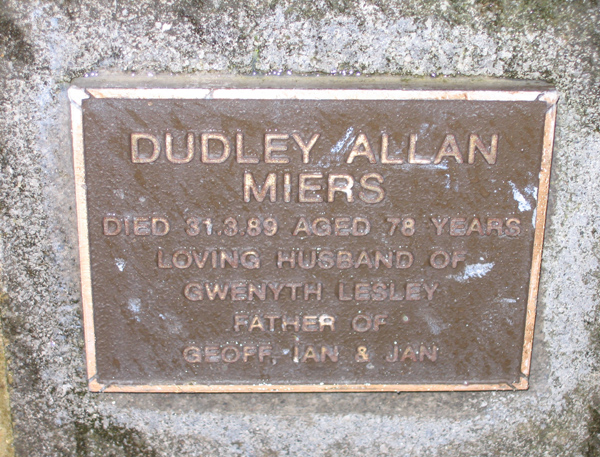 DUDLEY ALLAN
MIERS
DIED 31.3.89 AGED 78 YEARS
LOVING HUSBAND OF
GWENYTH LESLEY
FATHER OF
GEOFF, IAN & JAN